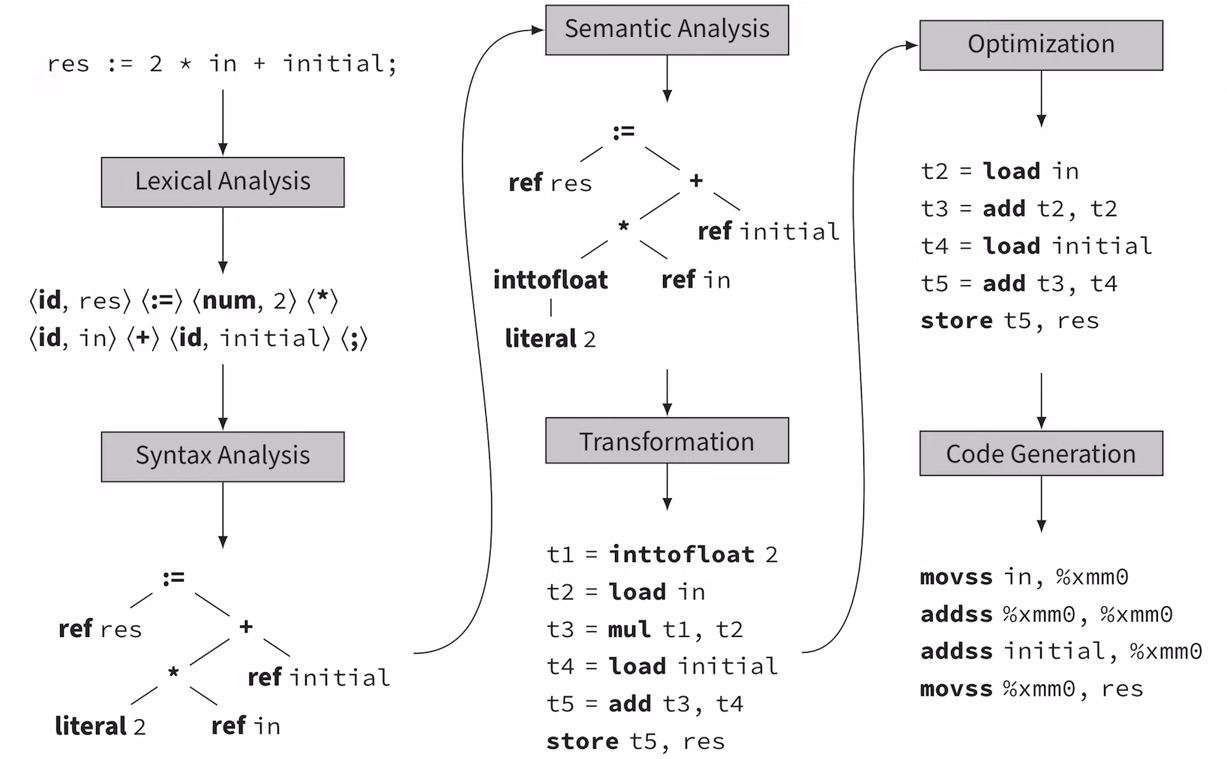 res := 2 * in + initial;
Lexical Analysis
⟨id, res⟩ ⟨:=⟩ ⟨num, 2⟩ ⟨*⟩
⟨id, in⟩ ⟨+⟩ ⟨id, initial⟩ ⟨;⟩
Syntax Analysis
:=
ref res +
* ref initial
literal 2 ref in
Semantic Analysis
:=
ref res +
* ref initial
inttofloat ref in
literal 2
Transformation
t1 = inttofloat 2
t2 = load in
t3 = mul t1, t2
t4 = load initial
t5 = add t3, t4
store t5, res
Optimization
t2 = load in
t3 = add t2, t2
t4 = load initial
t5 = add t3, t4
store t5, res
Code Generation
movss in, %xmm0
addss %xmm0, %xmm0
addss initial, %xmm0
movss %xmm0, res